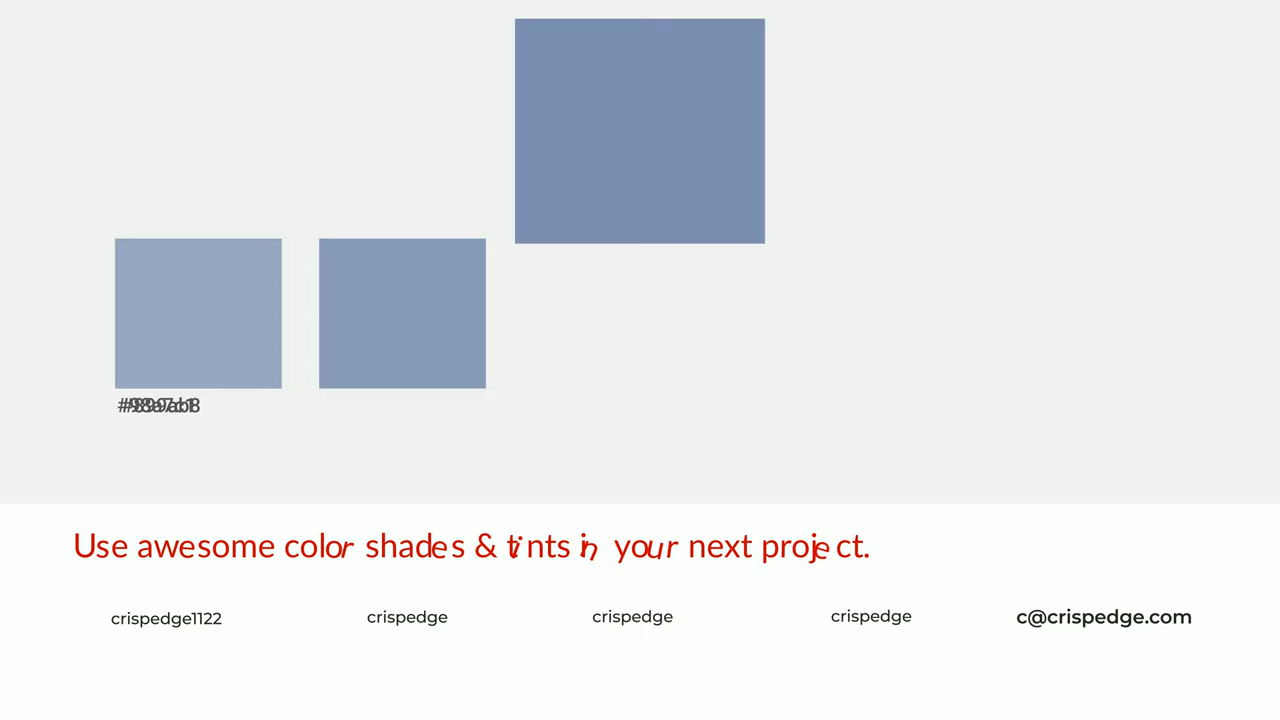 Use awesome color shades & tints in your next project.
crispedge1122 crispedge crispedge crispedge c@crispedge.com